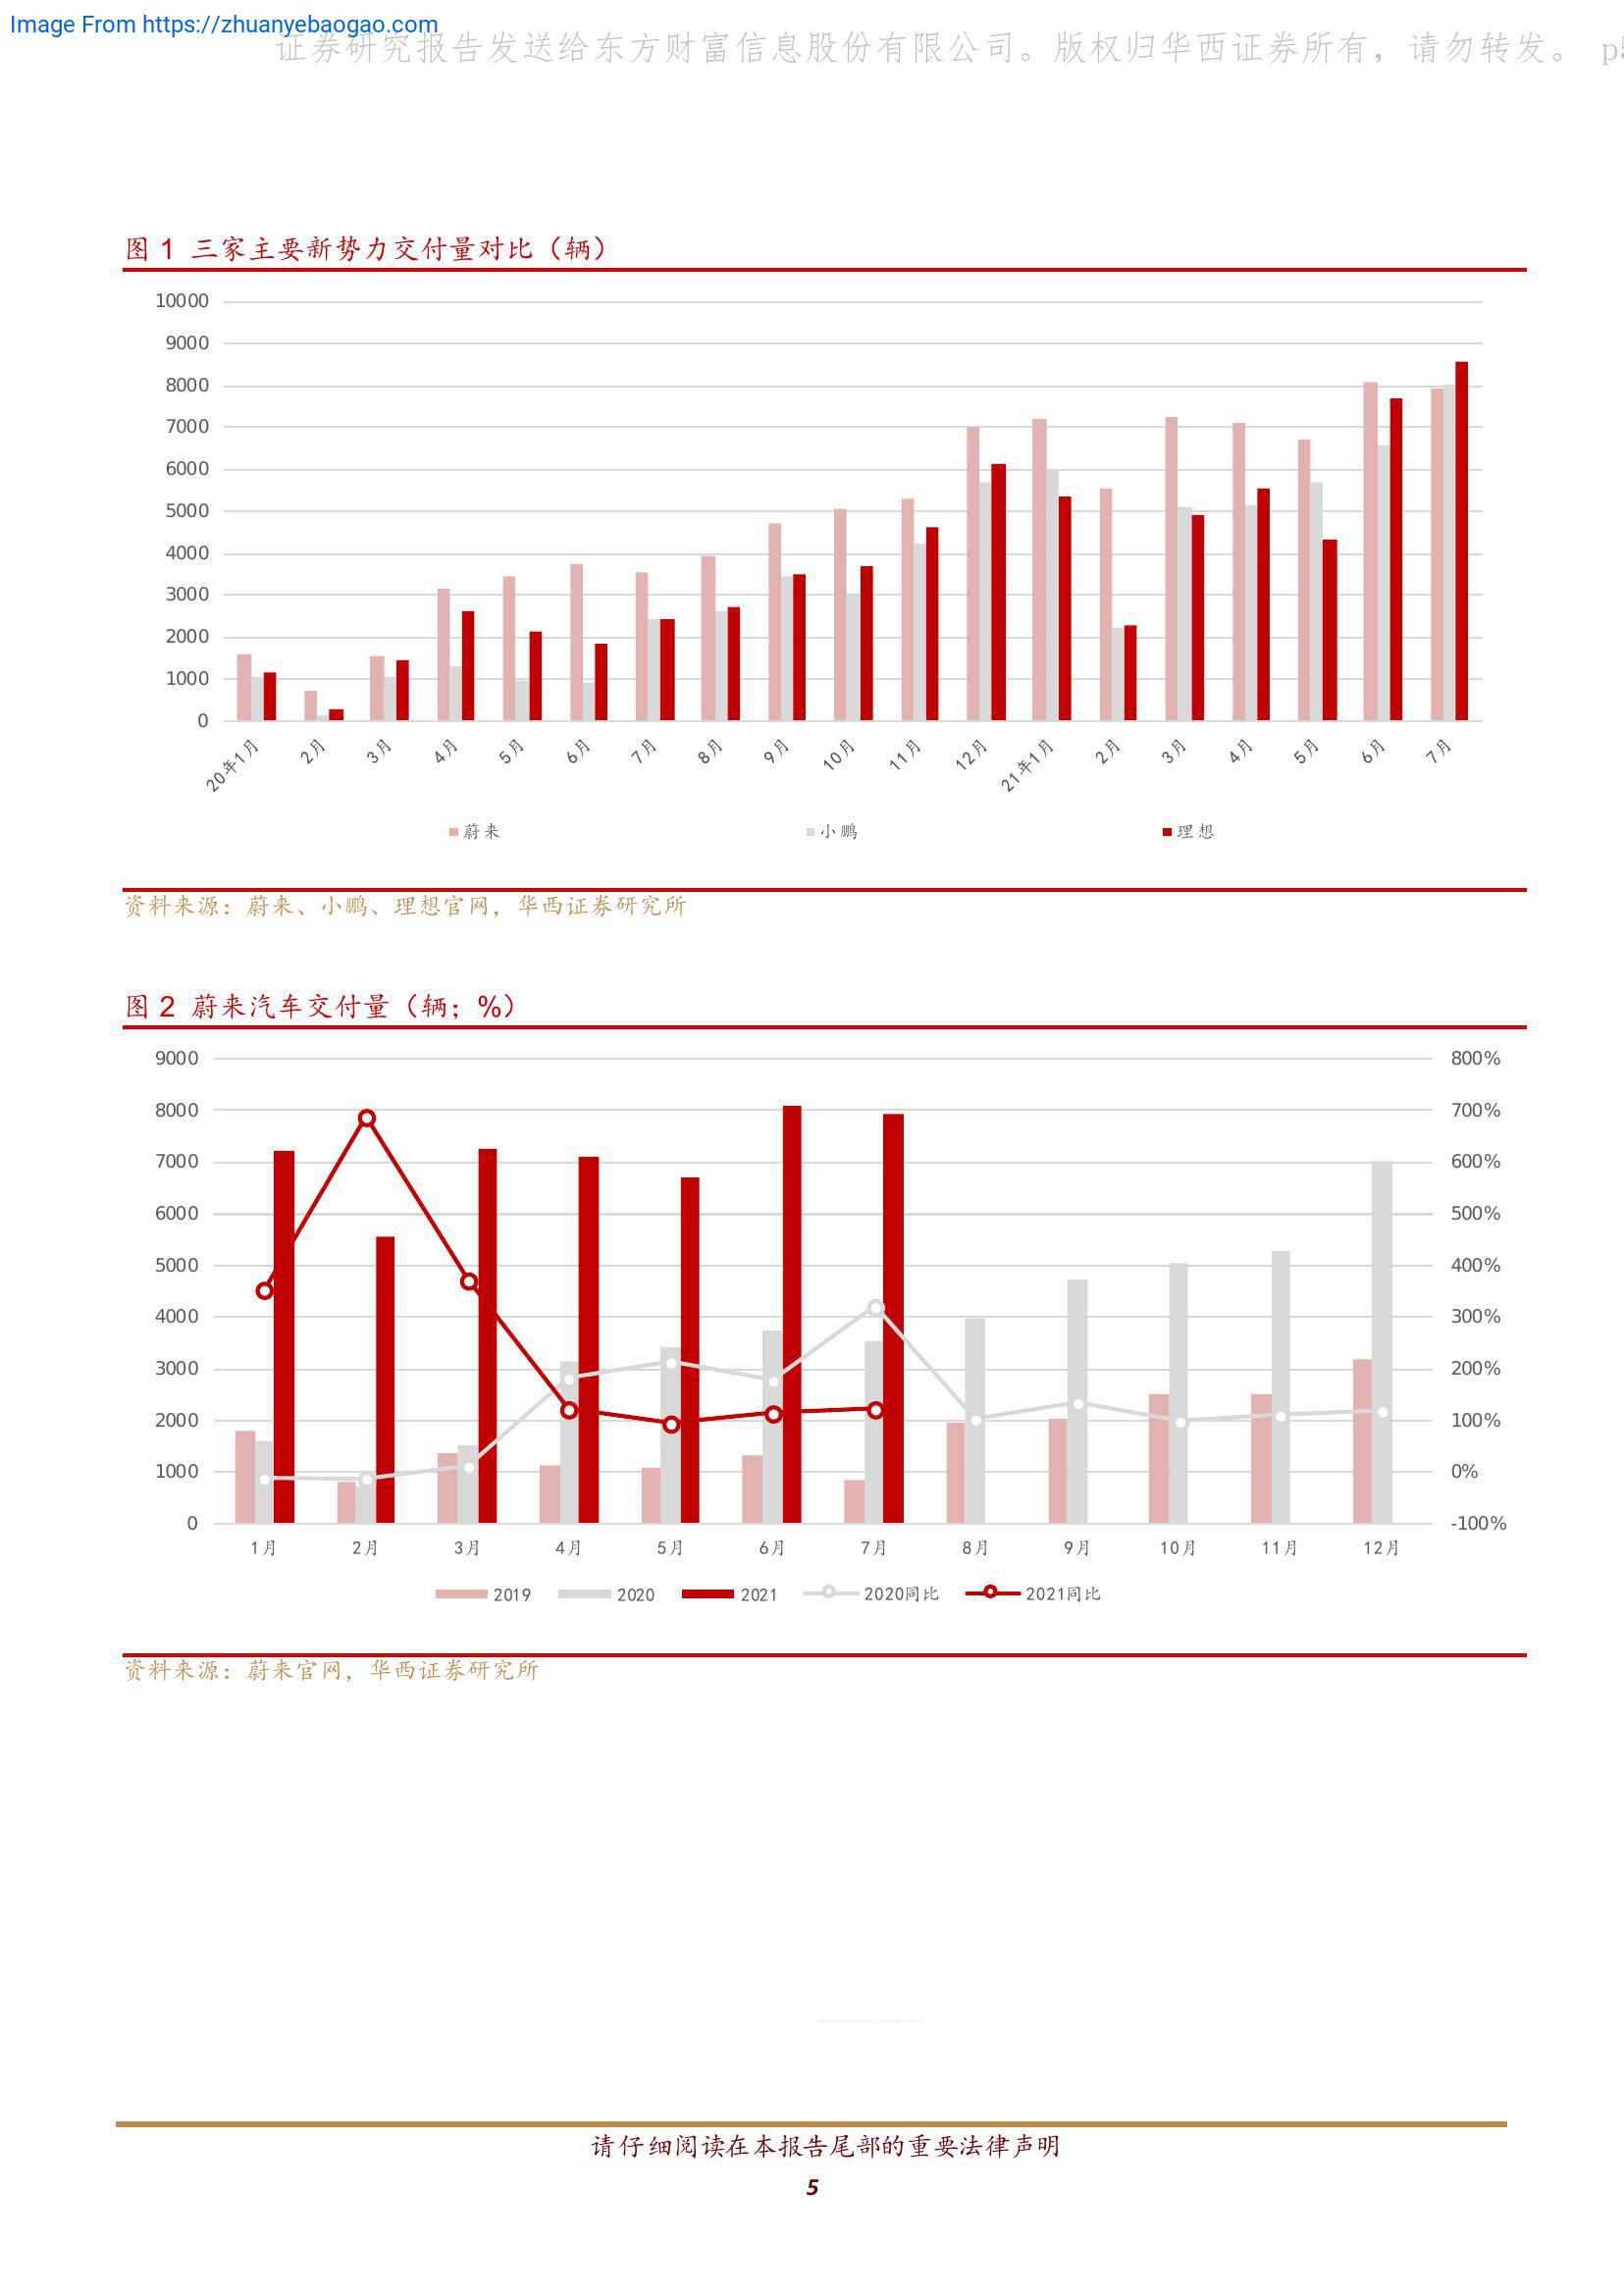 Image From https://zhuanyebaogao.com
证券研究报告发送给东方财富信息股份有限公司。版权归华西证券所有，请勿转发。 p5
图 1 三家主要新势力交付量对比（辆）
10000
9000
8000
7000
6000
5000
4000
3000
2000
1000
0
20年1月 2月 3月 4月 5月 6月 7月 8月 9月 10月 11月 12月 21年1月 2月 3月 4月 5月 6月 7月
蔚来 小鹏 理想
资料来源：蔚来、小鹏、理想官网，华西证券研究所
图 2 蔚来汽车交付量（辆；%）
9000 800%
8000 700%
7000 600%
6000 500%
5000 400%
4000 300%
3000 200%
2000 100%
1000 0%
0 -100%
1月 2月 3月 4月 5月 6月 7月 8月 9月 10月 11月 12月
2019 2020 2021 2020同比 2021同比
资料来源：蔚来官网，华西证券研究所
请仔细阅读在本报告尾部的重要法律声明
5